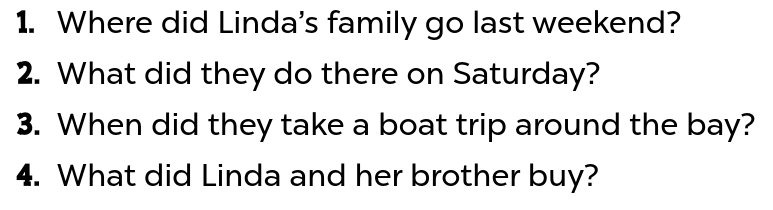 1. Where did Linda’s family go last weekend?
2. What did they do there on Saturday?
3. When did they take a boat trip around the bay?
4. What did Linda and her brother buy?